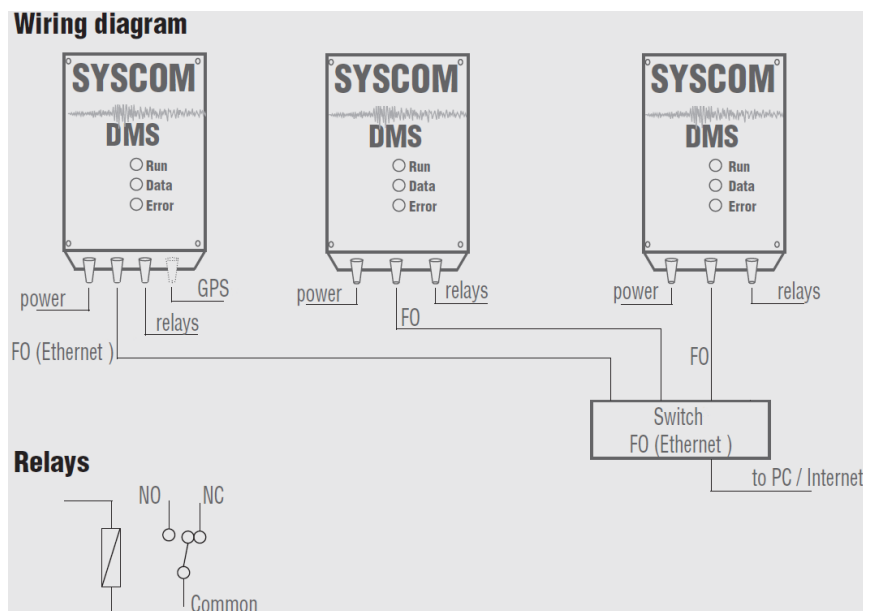 Wiring diagram
SYSCOM
DMS
Run
Data
Error
power
relays
GPS
FO (Ethernet )
SYSCOM
DMS
Run
Data
Error
power
relays
FO
SYSCOM
DMS
Run
Data
Error
power
relays
FO
Switch
FO (Ethernet )
to PC / Internet
Relays
NO
NC
Common